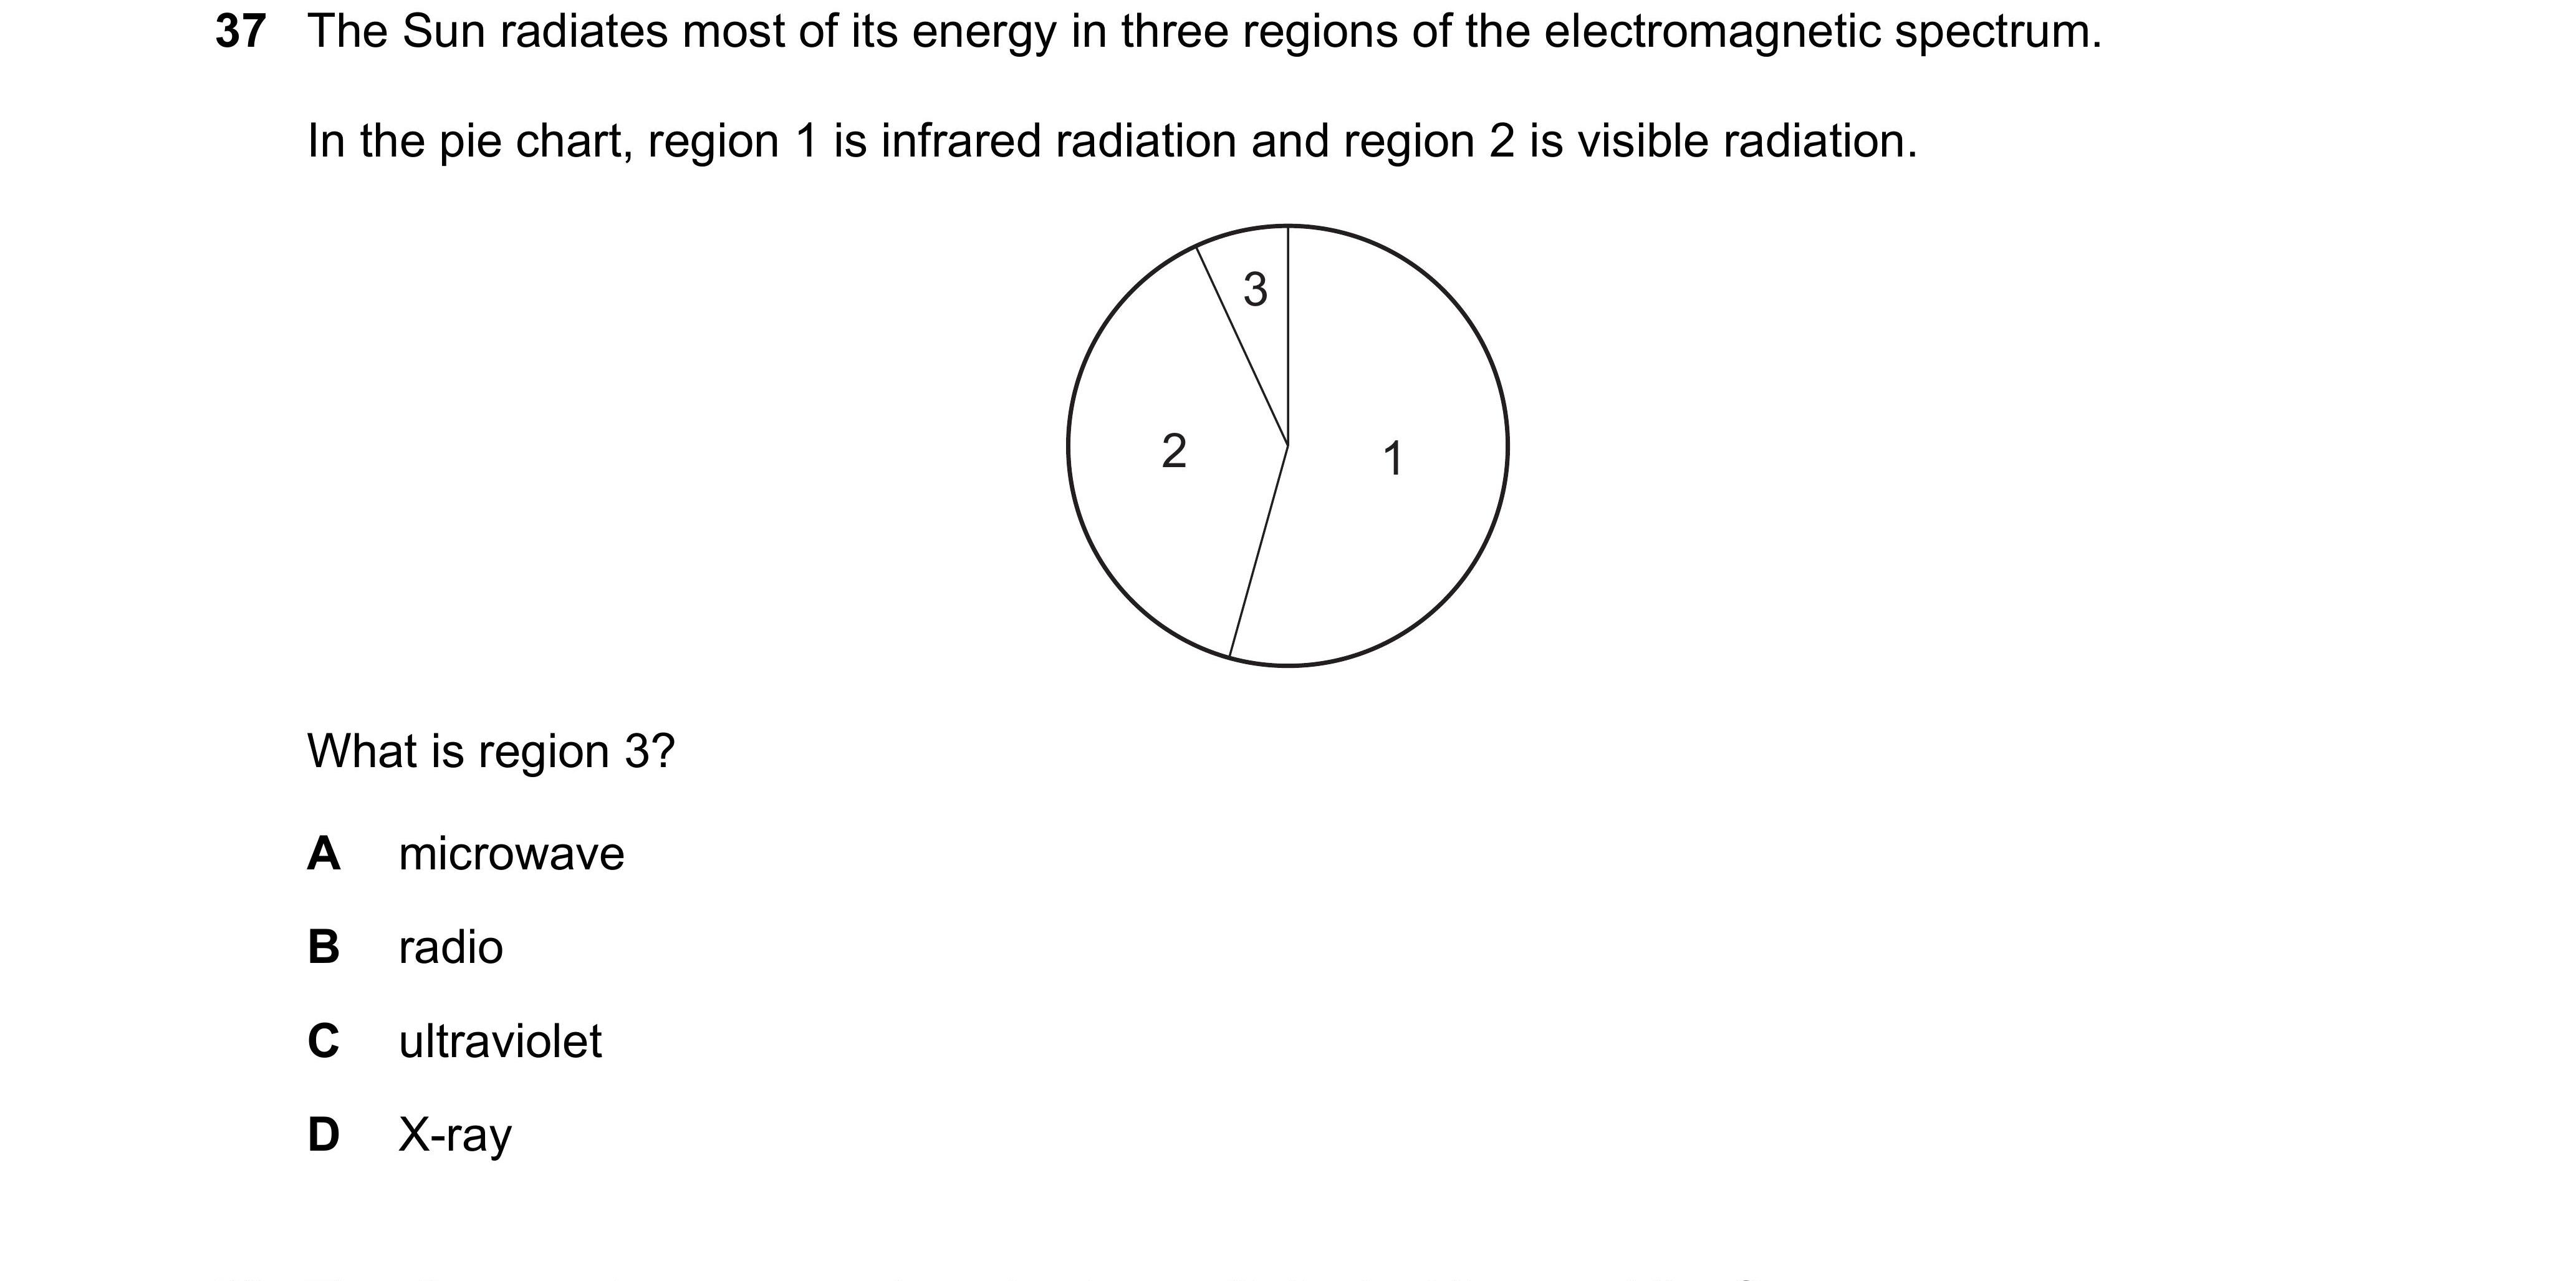 37 The Sun radiates most of its energy in three regions of the electromagnetic spectrum.
In the pie chart, region 1 is infrared radiation and region 2 is visible radiation.
3
2
1
What is region 3?
A microwave
B radio
C ultraviolet
D X-ray